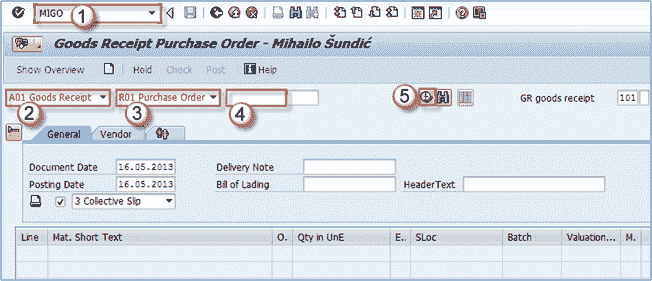 MIGO
1
Goods Receipt Purchase Order - Mihailo Šundić
Show Overview Hold Check Post Help
A01 Goods Receipt R01 Purchase Order 5 GR goods receipt 101
2 3 4
General Vendor
Document Date 16.05.2013 Delivery Note
Posting Date 16.05.2013 Bill of Lading HeaderText
3 Collective Slip
Line Mat. Short Text O. Qty in UnE E.. SLoc Batch Valuation... M.